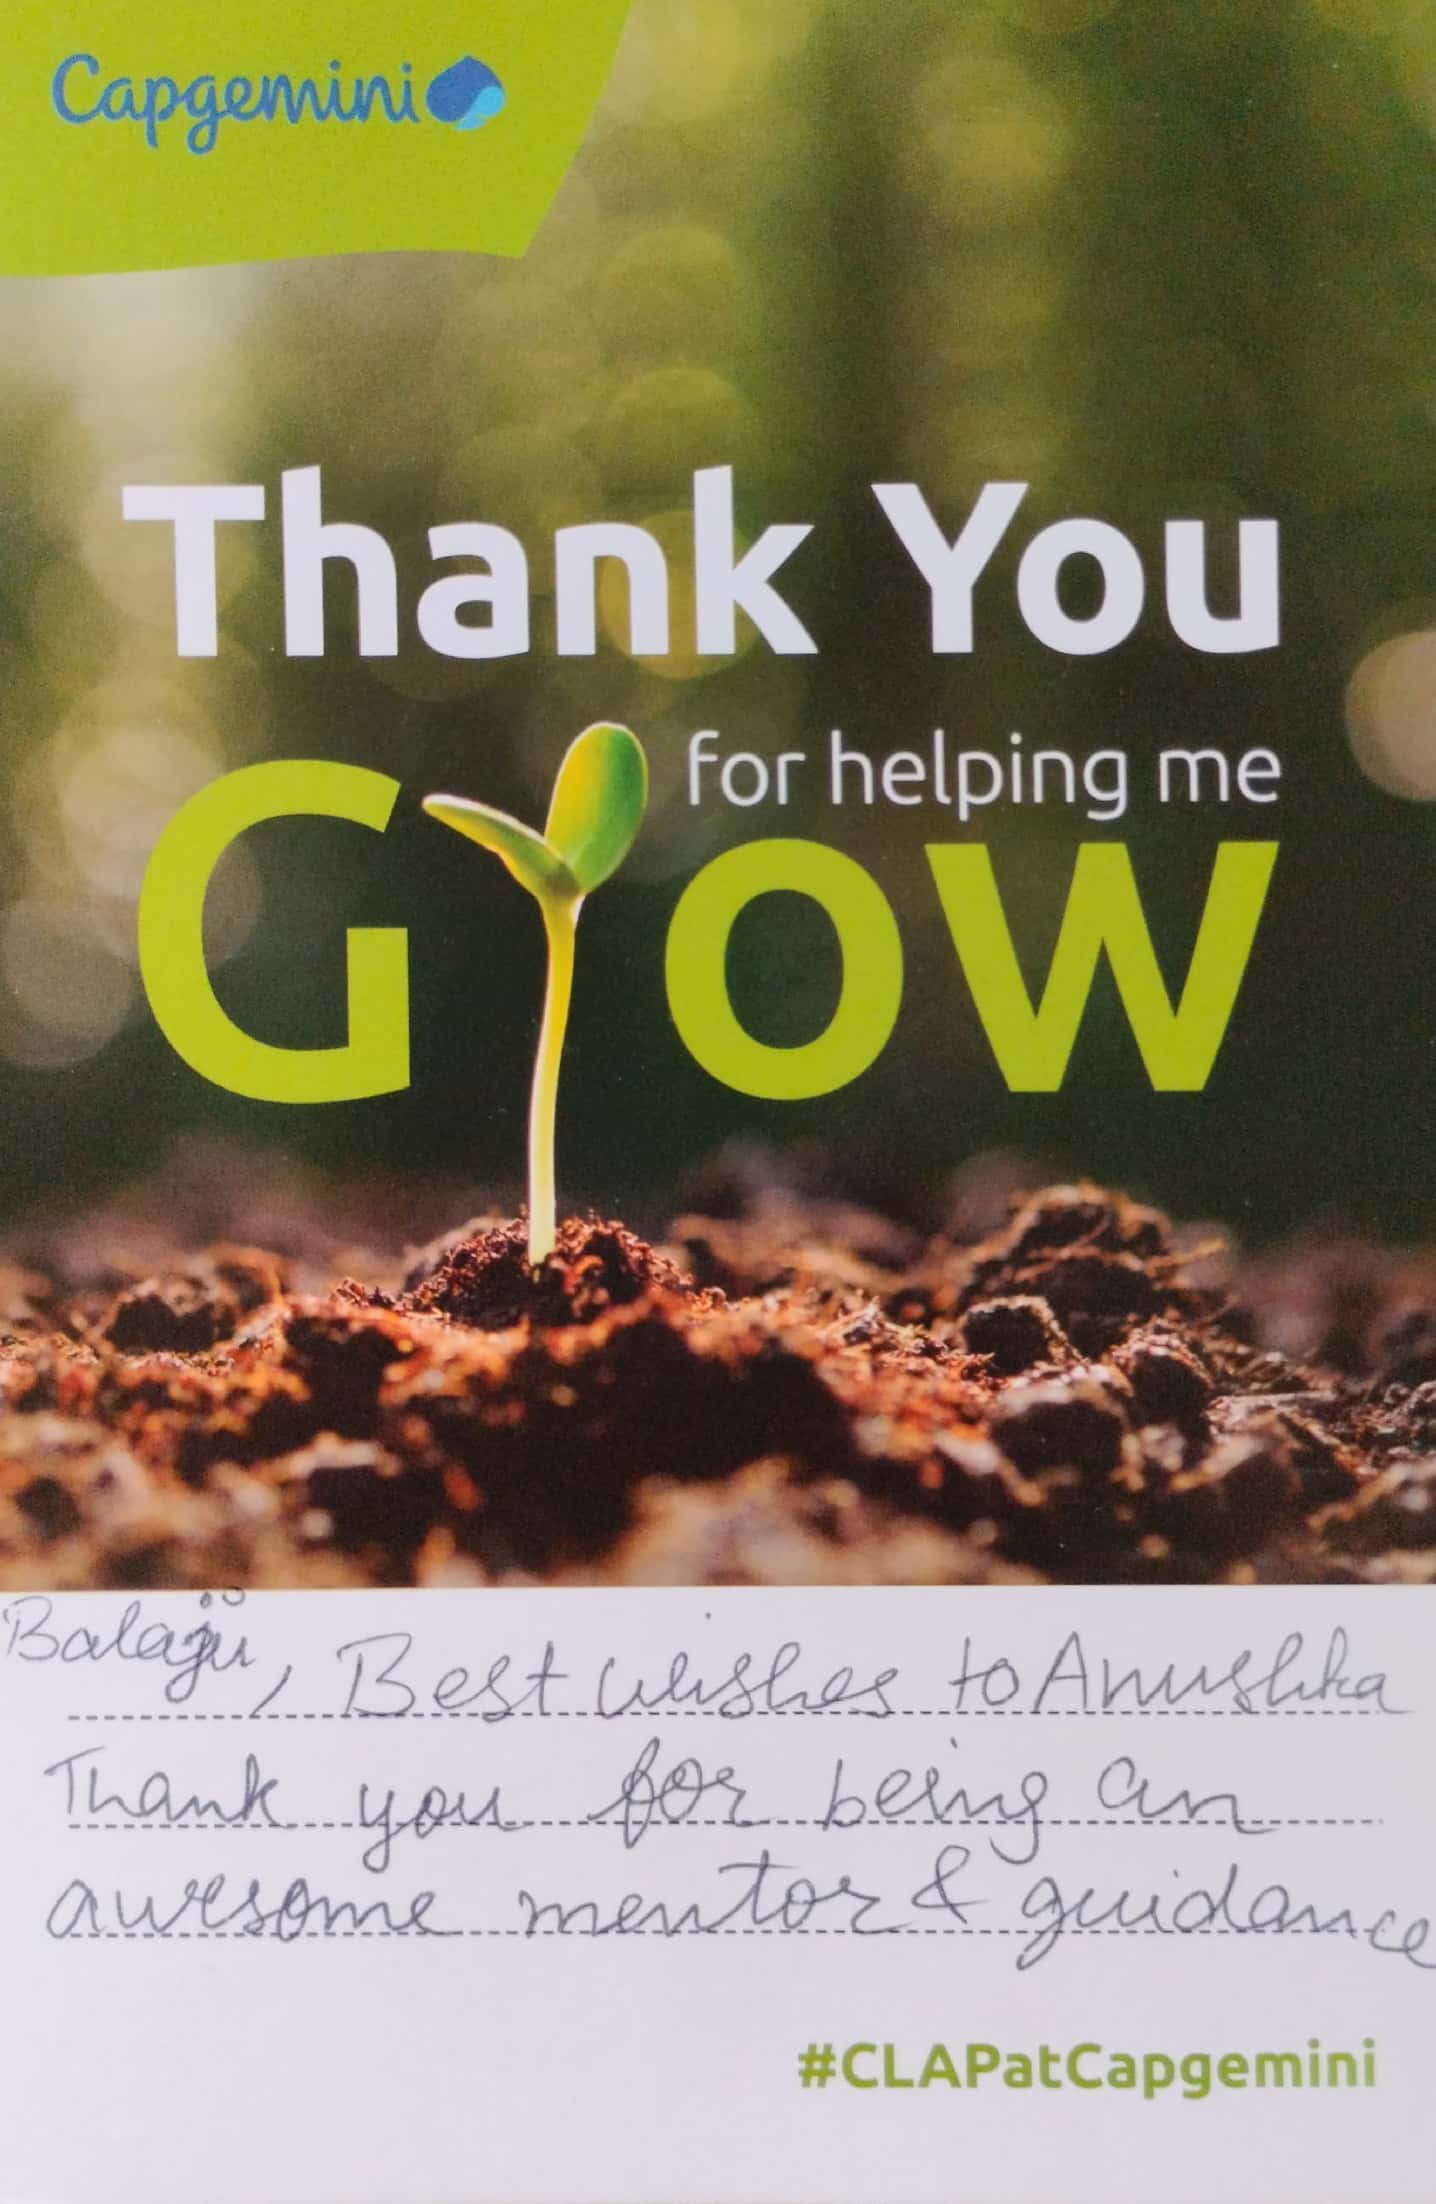 Capgemini
Thank You
for helping me
Grow
Balaji, Best wishes to Anushka
Thank you for being an
awesome mentor & guidance
#CLAPatCapgemini